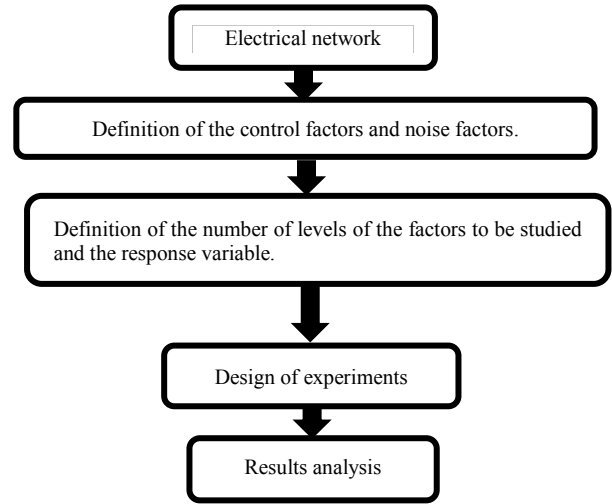 Electrical network
Definition of the control factors and noise factors.
Definition of the number of levels of the factors to be studied
and the response variable.
Design of experiments
Results analysis